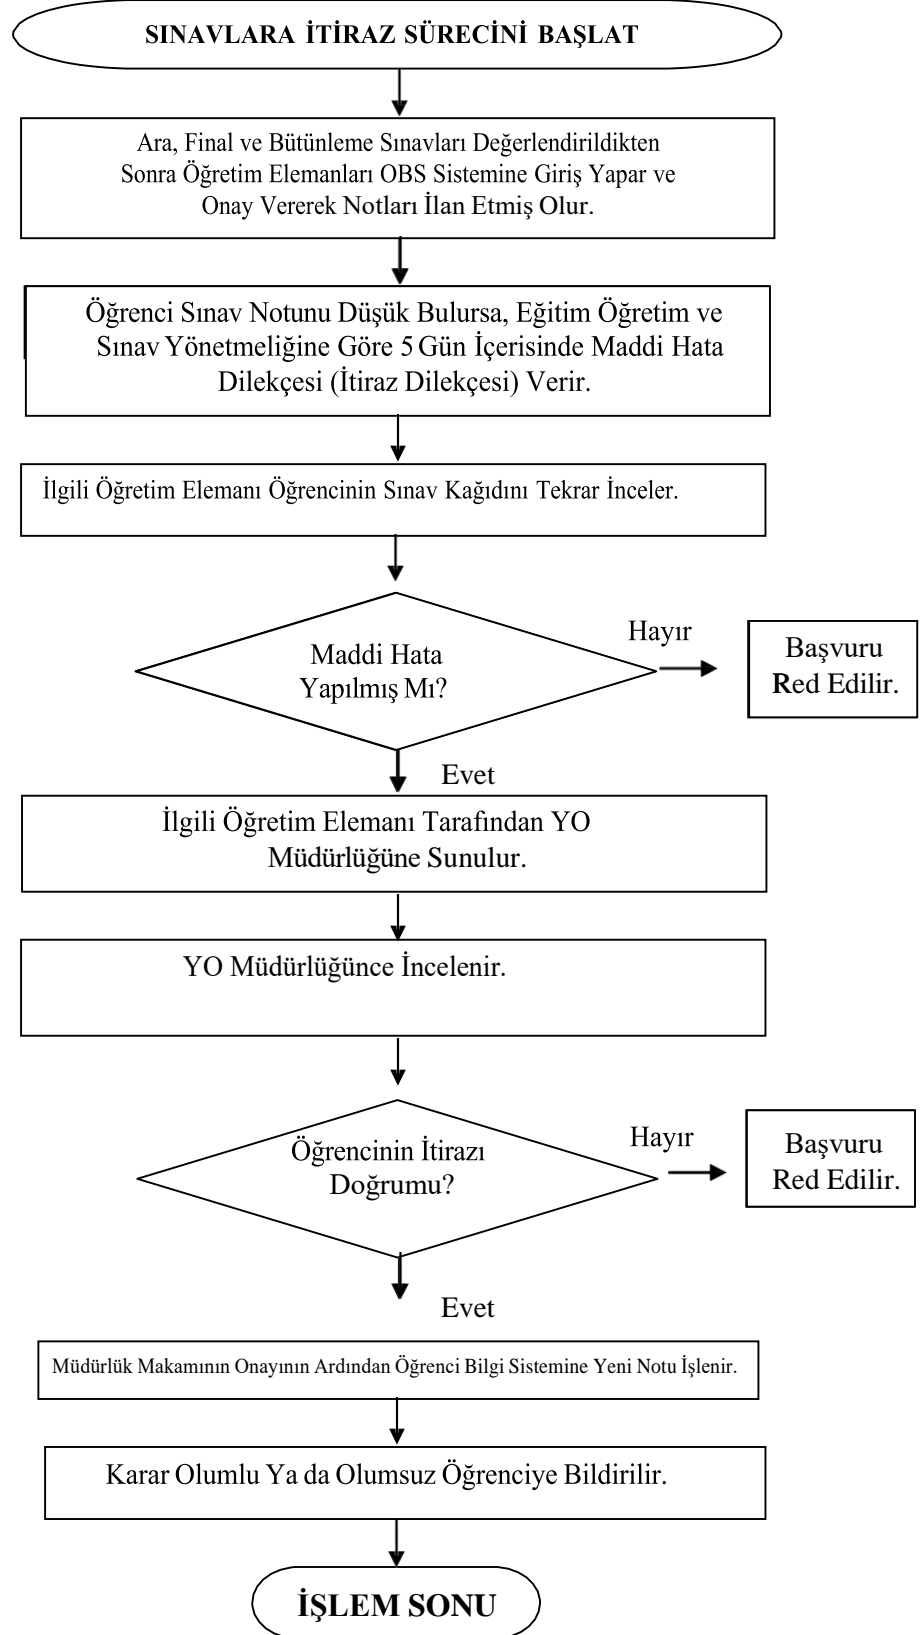 SINAVLARA İTİRAZ SÜRECİNİ BAŞLAT
Ara, Final ve Bütünleme Sınavları Değerlendirildikten
Sonra Öğretim Elemanları OBS Sistemine Giriş Yapar ve
Onay Vererek Notları İlan Etmiş Olur.
Öğrenci Sınav Notunu Düşük Bulursa, Eğitim Öğretim ve
Sınav Yönetmeliğine Göre 5 Gün İçerisinde Maddi Hata
Dilekçesi (İtiraz Dilekçesi) Verir.
İlgili Öğretim Elemanı Öğrencinin Sınav Kağıdını Tekrar İnceler.
Maddi Hata
Yapılmış Mı?
Hayır
Başvuru
Red Edilir.
Evet
İlgili Öğretim Elemanı Tarafından YO
Müdürlüğüne Sunulur.
YO Müdürlüğünce İncelenir.
Öğrencinin İtirazı
Doğrumu?
Hayır
Başvuru
Red Edilir.
Evet
Müdürlük Makamının Onayının Ardından Öğrenci Bilgi Sistemine Yeni Notu İşlenir.
Karar Olumlu Ya da Olumsuz Öğrenciye Bildirilir.
İŞLEM SONU